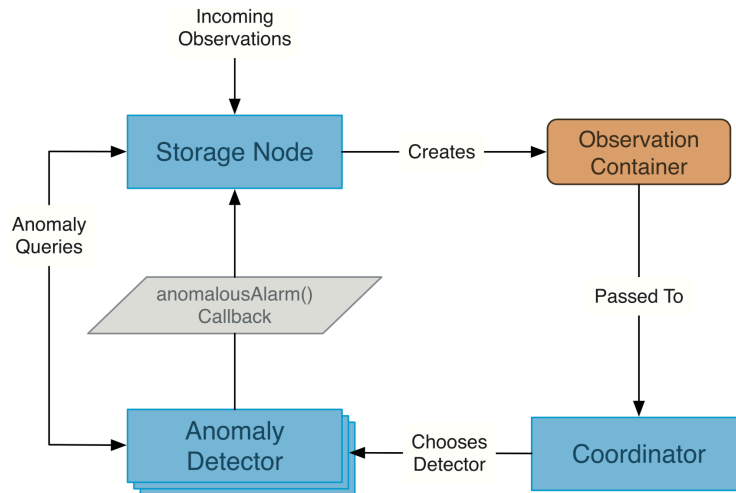 Incoming
Observations
Storage Node
Creates
Observation
Container
Anomaly
Queries
anomalousAlarm()
Callback
Passed To
Anomaly
Detector
Chooses
Detector
Coordinator